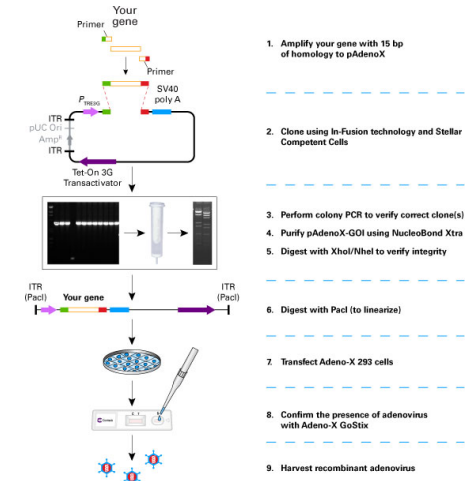 Your
gene
Primer
Primer
SV40
poly A
PTRE3G
ITR
pUC Ori
AmpR
ITR
Tet-On 3G
Transactivator
ITR
(PacI)
Your gene
ITR
(PacI)
1. Amplify your gene with 15 bp
of homology to pAdenoX
2. Clone using In-Fusion technology and Stellar
Competent Cells
3. Perform colony PCR to verify correct clone(s)
4. Purify pAdenoX-GOI using NucleoBond Xtra
5. Digest with XhoI/NheI to verify integrity
6. Digest with PacI (to linearize)
7. Transfect Adeno-X 293 cells
8. Confirm the presence of adenovirus
with Adeno-X GoStix
9. Harvest recombinant adenovirus